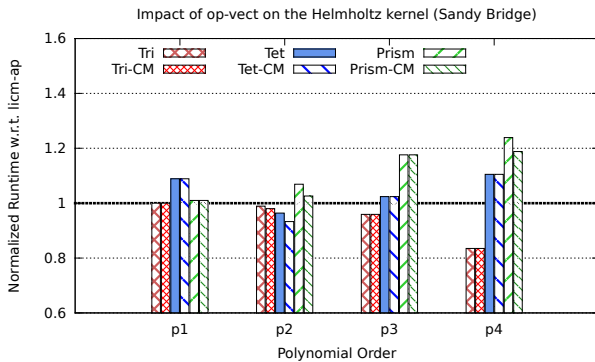 Impact of op-vect on the Helmholtz kernel (Sandy Bridge)
Normalized Runtime w.r.t. licm-ap
1.6
1.4
1.2
1
0.8
0.6
Tri
Tri-CM
Tet
Tet-CM
Prism
Prism-CM
p1 p2 p3 p4
Polynomial Order